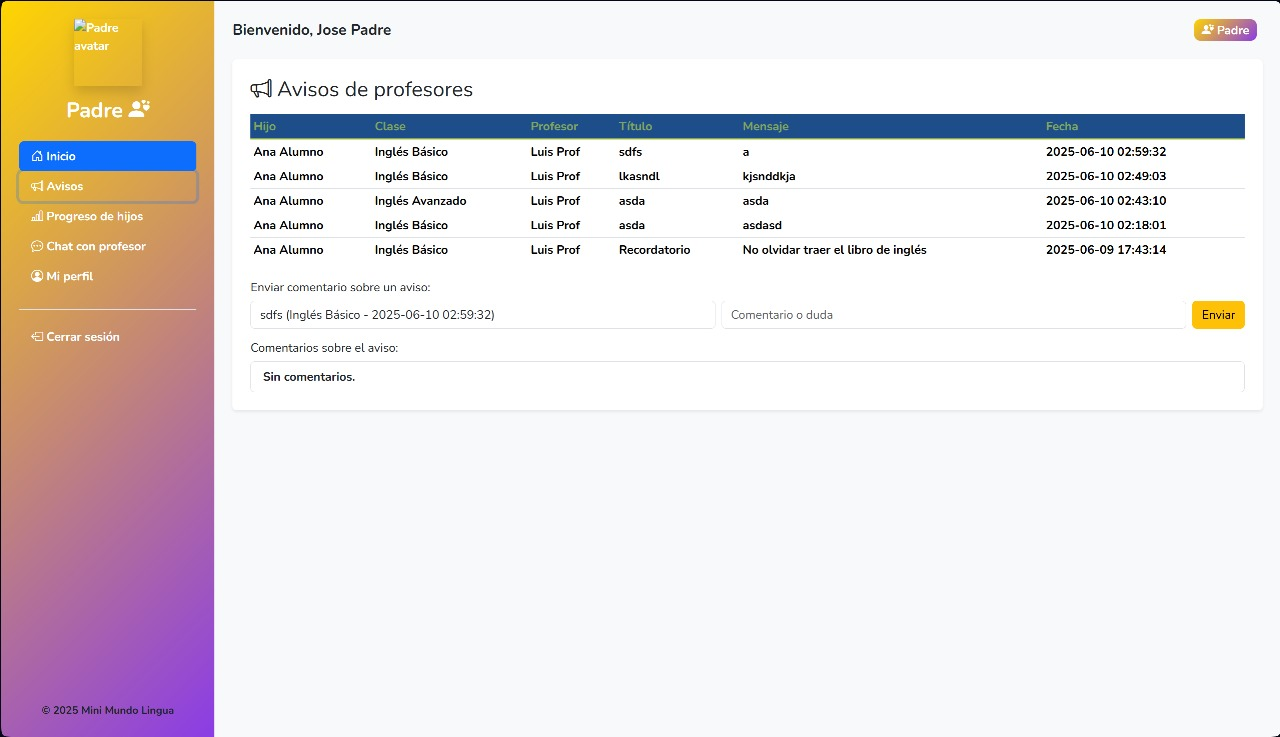 Padre avatar
Padre
Inicio
Avisos
Progreso de hijos
Chat con profesor
Mi perfil
Cerrar sesión
© 2025 Mini Mundo Lingua
Bienvenido, Jose Padre
Padre
Avisos de profesores
Hijo Clase Profesor Título Mensaje Fecha
Ana Alumno Inglés Básico Luis Prof sdfs a 2025-06-10 02:59:32
Ana Alumno Inglés Básico Luis Prof lkasndl kjsnddkja 2025-06-10 02:49:03
Ana Alumno Inglés Avanzado Luis Prof asda asda 2025-06-10 02:43:10
Ana Alumno Inglés Básico Luis Prof asda asdasd 2025-06-10 02:18:01
Ana Alumno Inglés Básico Luis Prof Recordatorio No olvidar traer el libro de inglés 2025-06-09 17:43:14
Enviar comentario sobre un aviso:
sdfs (Inglés Básico - 2025-06-10 02:59:32) Comentario o duda Enviar
Comentarios sobre el aviso:
Sin comentarios.